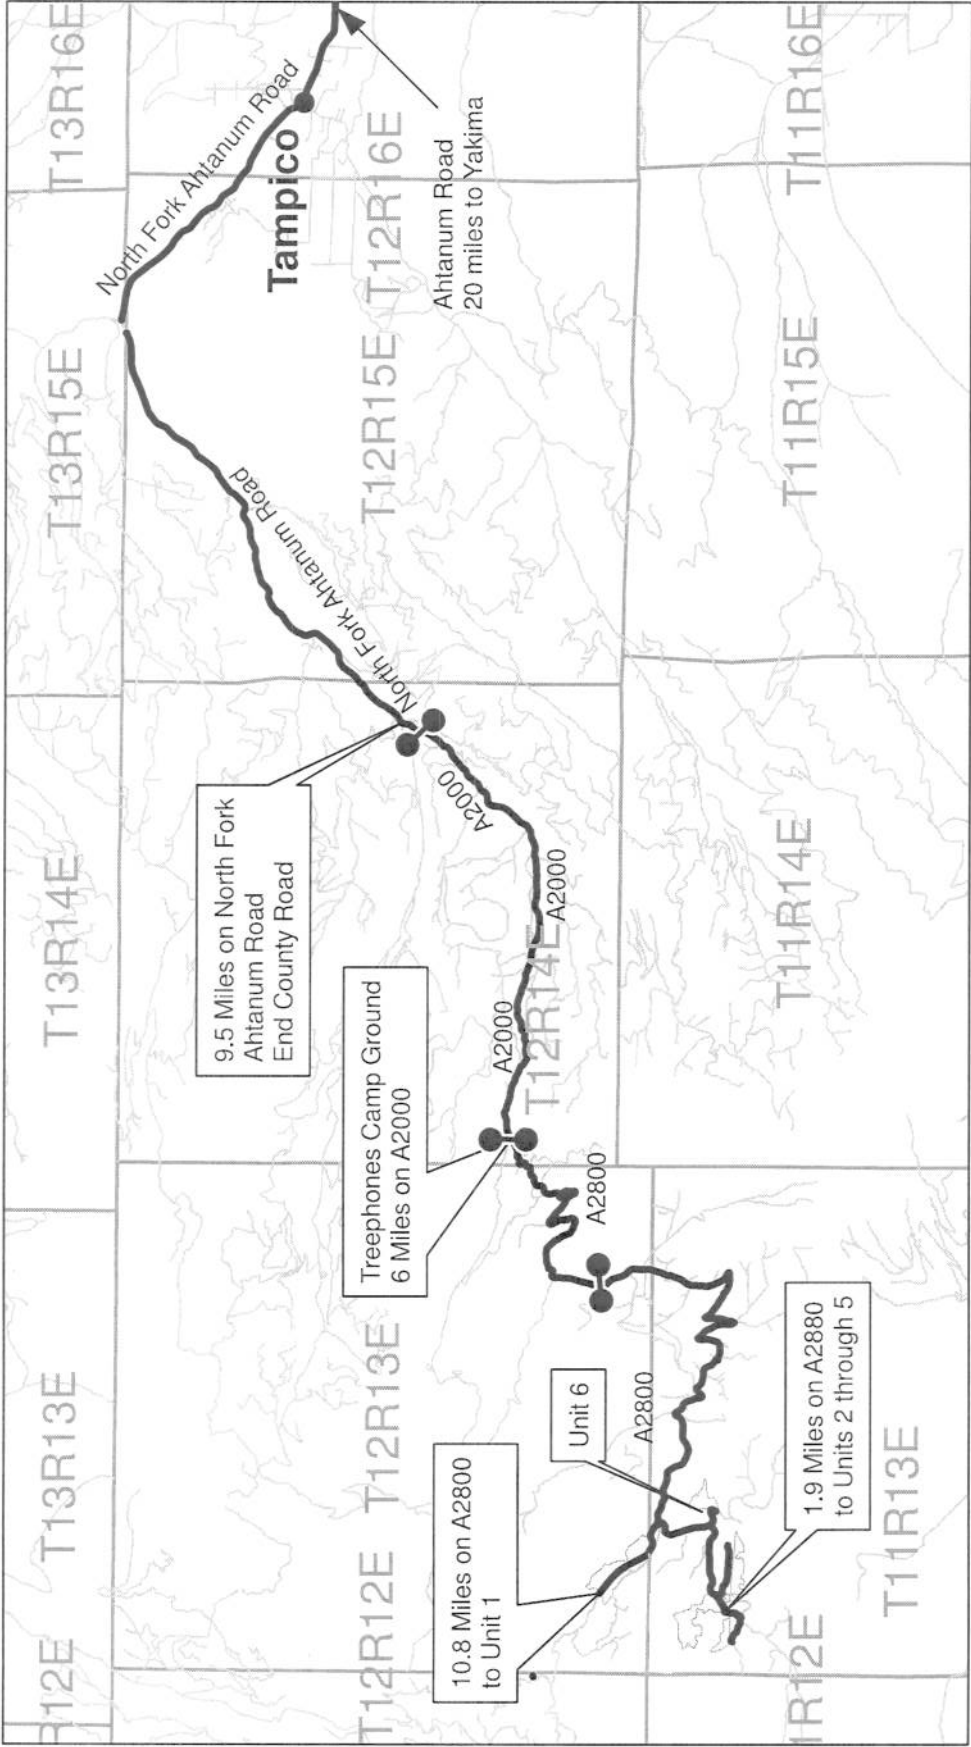 R12E
T13R13E
T13R14E
T13R15E
T13R16E
North Fork Ahtanum Road
Tampico
Ahtanum Road
20 miles to Yakima
T12R16E
T12R15E
North Fork Ahtanum Road
9.5 Miles on North Fork
Ahtanum Road
End County Road
A2000
A2000
A2000
T12R14E
Treephones Camp Ground
6 Miles on A2000
A2800
T12R12E
T12R13E
10.8 Miles on A2800
to Unit 1
Unit 6
A2800
1.9 Miles on A2880
to Units 2 through 5
1R12E
T11R13E
T11R14E
T11R15E
T11R16E